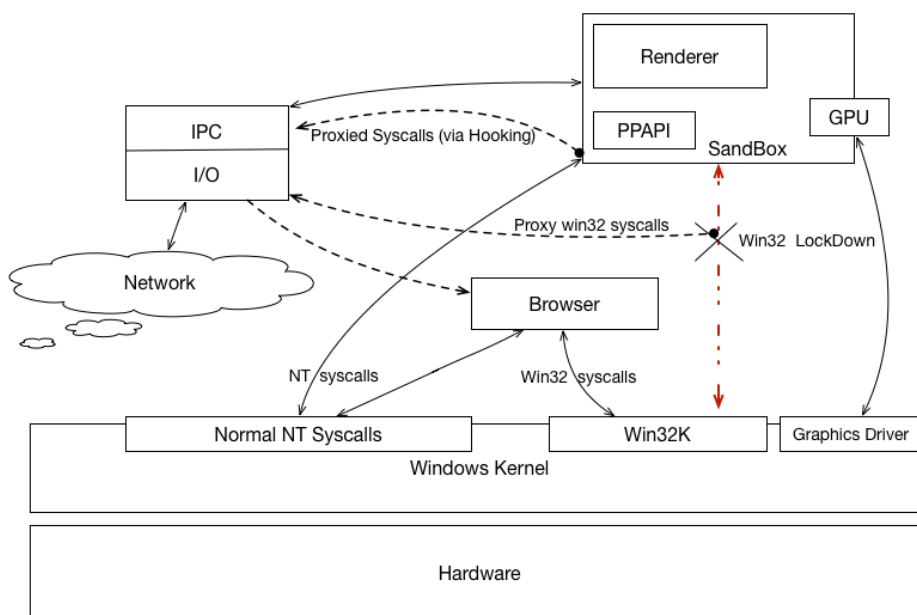 Renderer
IPC
Proxied Syscalls (via Hooking)
PPAPI
GPU
SandBox
I/O
Proxy win32 syscalls
Win32 LockDown
Network
Browser
NT syscalls
Win32 syscalls
Normal NT Syscalls
Win32K
Graphics Driver
Windows Kernel
Hardware